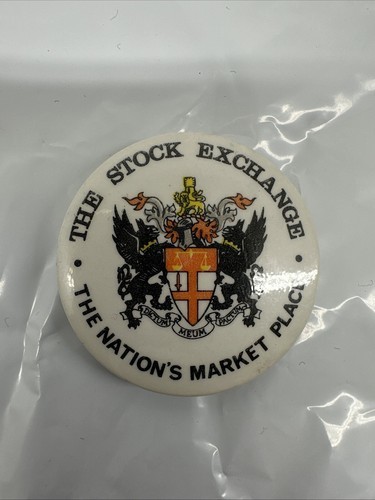 THE STOCK EXCHANGE
DICTUM MEUM PACTUM
• THE NATION'S MARKET PLACE •